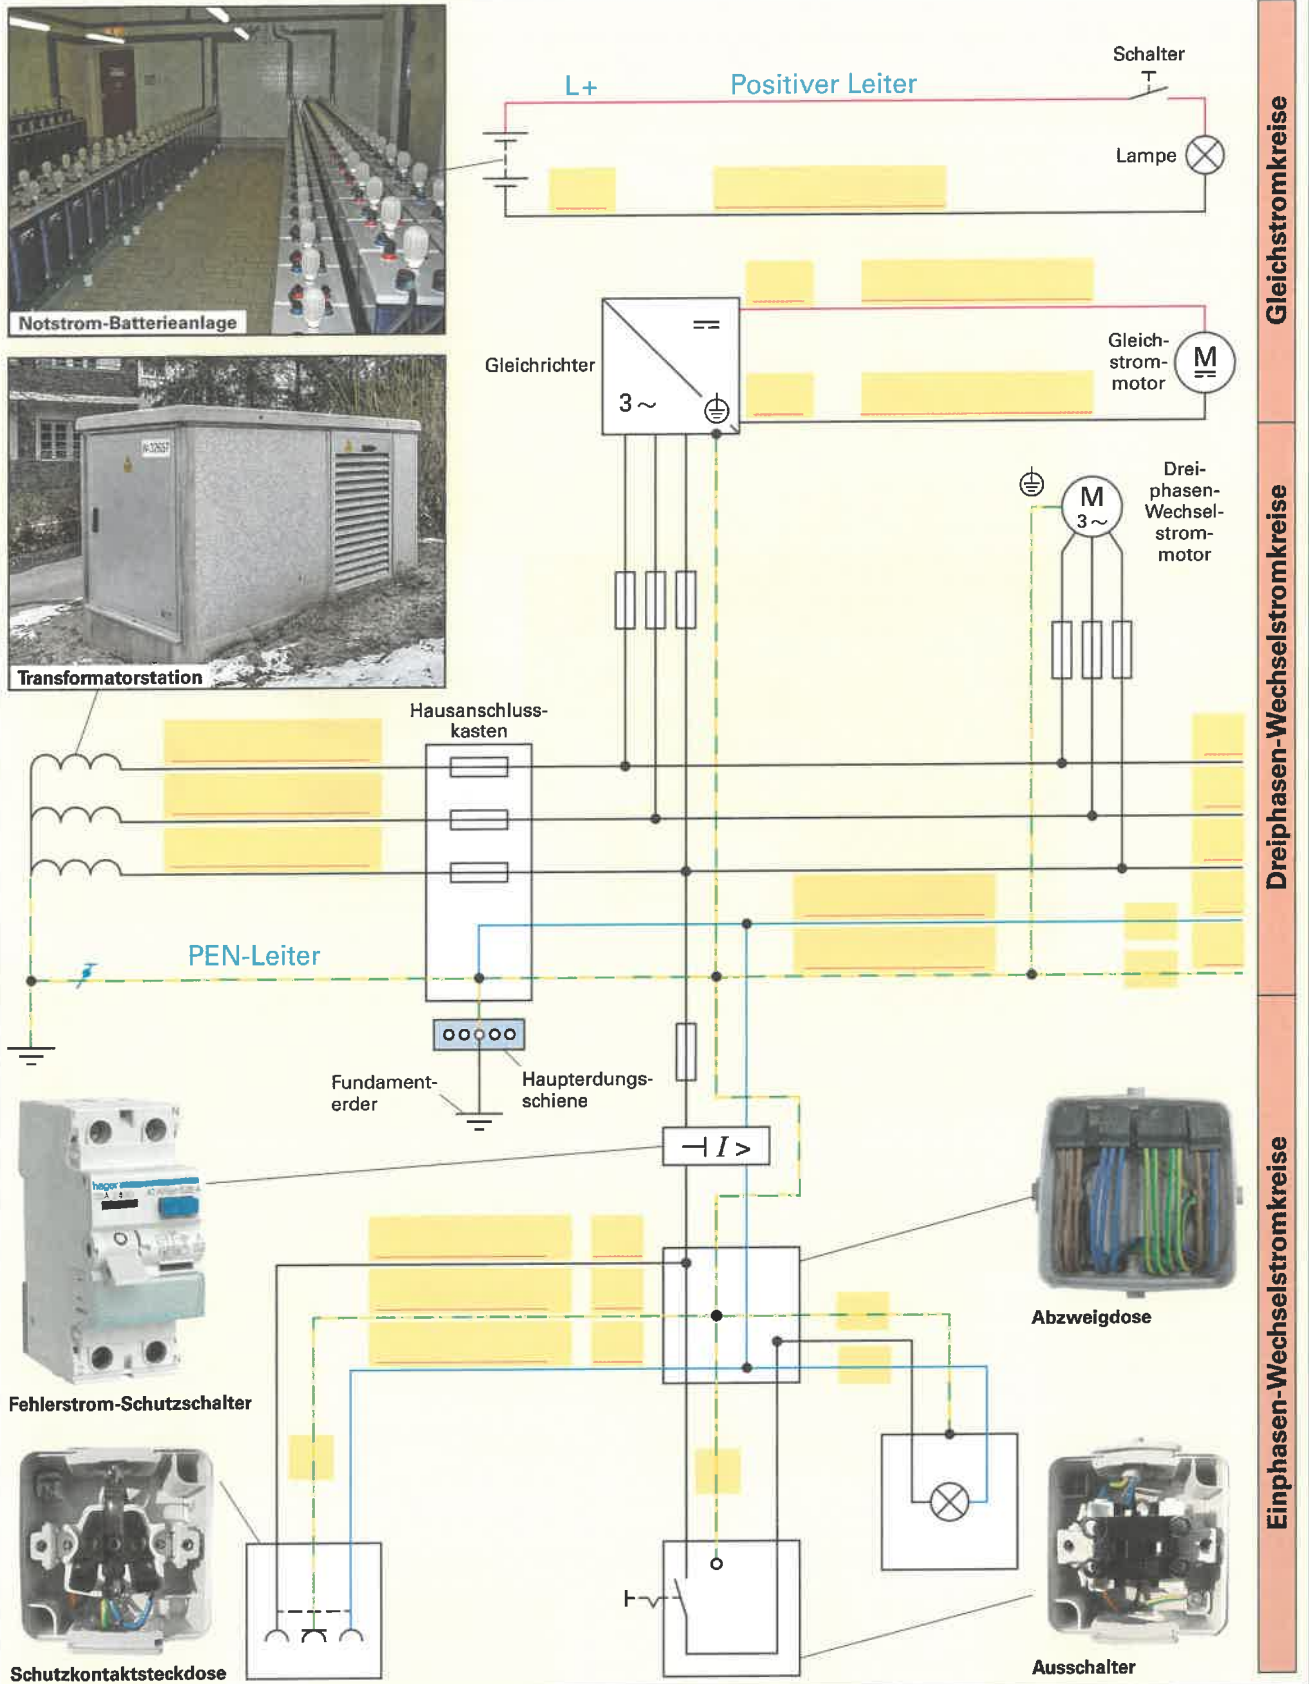 Schalter
L+ Positiver Leiter
Lampe
Notstrom-Batterieanlage
Gleichstromkreise
Gleichrichter
3~
Gleich-
strom-
motor
M
Transformatorstation
Drei-
phasen-
Wechsel-
strom-
motor
M
3~
Dreiphasen-Wechselstromkreise
Hausanschluss-
kasten
PEN-Leiter
Fundament-
erder
Haupterdungs-
schiene
I >
hager
N
N
Fehlerstrom-Schutzschalter
Abzweigdose
Einphasen-Wechselstromkreise
Schutzkontaktsteckdose
Ausschalter